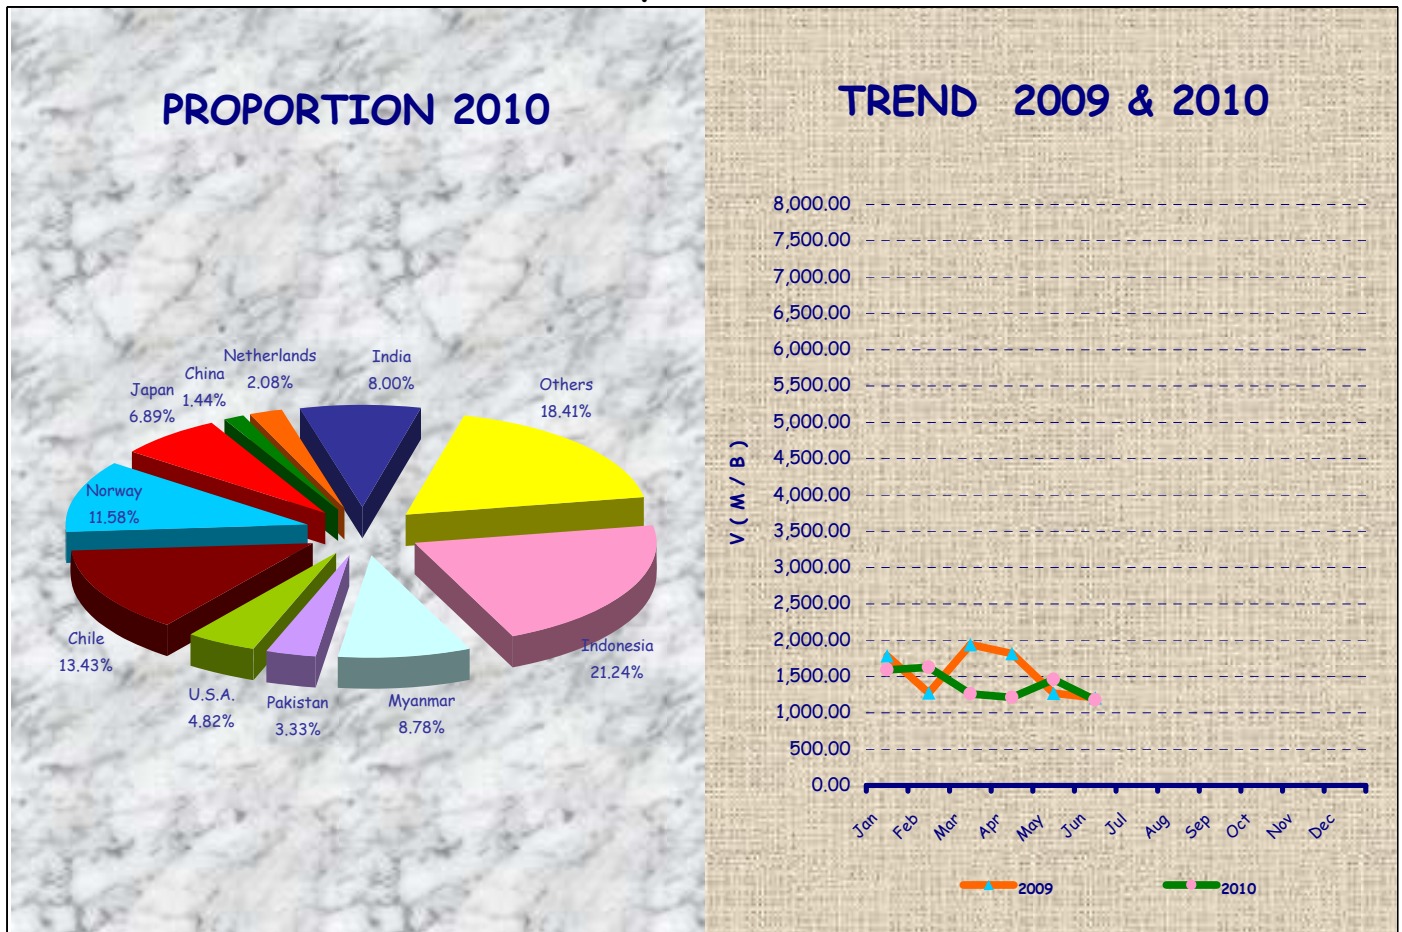 PROPORTION 2010
Netherlands
2.08%
India
8.00%
China
1.44%
Japan
6.89%
Others
18.41%
Norway
11.58%
Chile
13.43%
U.S.A.
4.82%
Pakistan
3.33%
Myanmar
8.78%
Indonesia
21.24%
TREND 2009 & 2010
V ( M / B )
8,000.00
7,500.00
7,000.00
6,500.00
6,000.00
5,500.00
5,000.00
4,500.00
4,000.00
3,500.00
3,000.00
2,500.00
2,000.00
1,500.00
1,000.00
500.00
0.00
Jan Feb Mar Apr May Jun Jul Aug Sep Oct Nov Dec
2009 2010